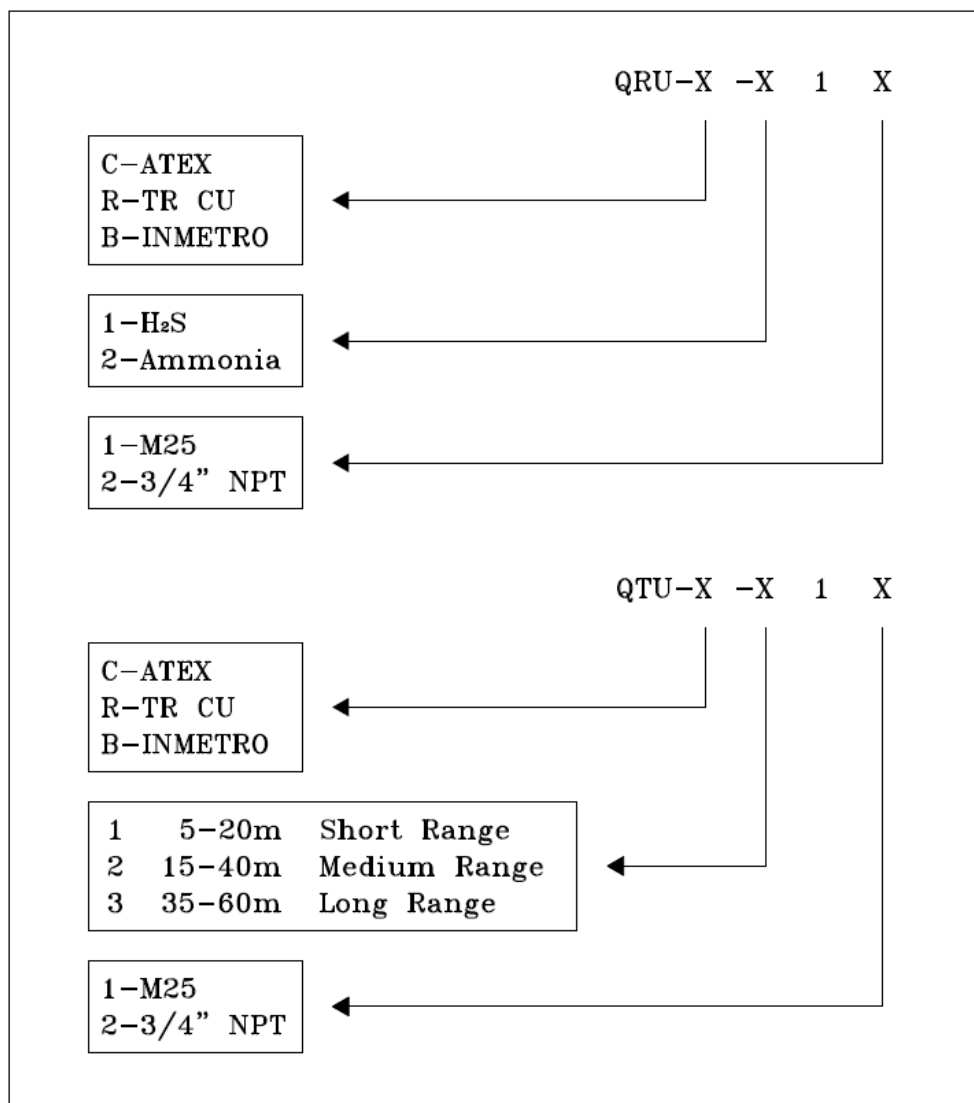 QRU-X -X 1 X
C-ATEX
R-TR CU
B-INMETRO
1-H₂S
2-Ammonia
1-M25
2-3/4” NPT
QTU-X -X 1 X
C-ATEX
R-TR CU
B-INMETRO
1 5-20m Short Range
2 15-40m Medium Range
3 35-60m Long Range
1-M25
2-3/4” NPT